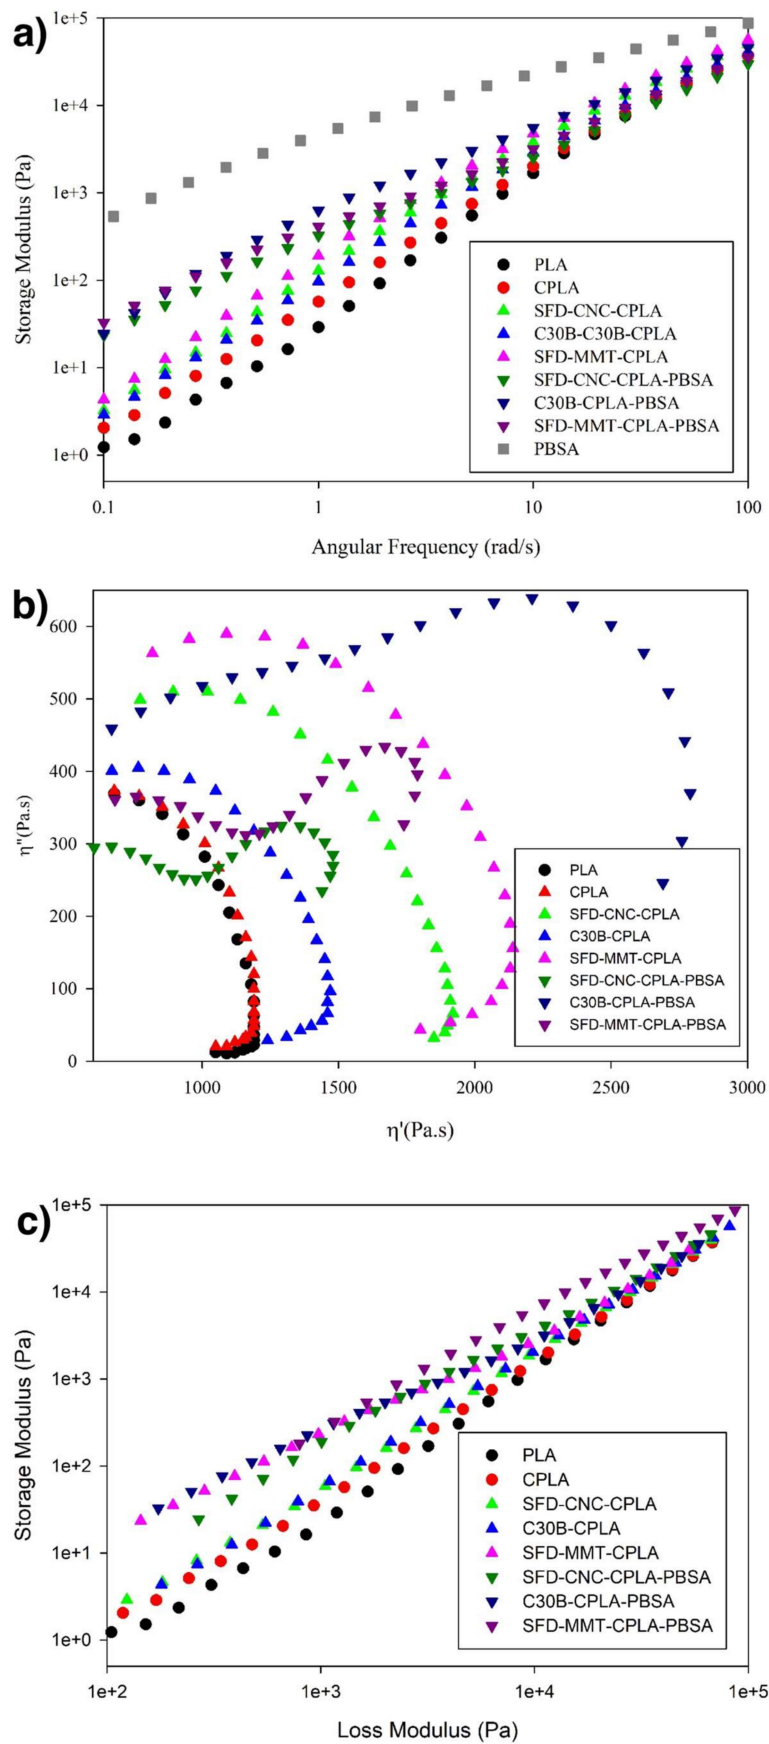 a)
Storage Modulus (Pa)
1e+5
1e+4
1e+3
1e+2
1e+1
1e+0
PLA
CPLA
SFD-CNC-CPLA
C30B-C30B-CPLA
SFD-MMT-CPLA
SFD-CNC-CPLA-PBSA
C30B-CPLA-PBSA
SFD-MMT-CPLA-PBSA
PBSA
0.1 1 10 100
Angular Frequency (rad/s)
b)
η"(Pa.s)
600
500
400
300
200
100
0
PLA
CPLA
SFD-CNC-CPLA
C30B-CPLA
SFD-MMT-CPLA
SFD-CNC-CPLA-PBSA
C30B-CPLA-PBSA
SFD-MMT-CPLA-PBSA
1000 1500 2000 2500 3000
η'(Pa.s)
c)
Storage Modulus (Pa)
1e+5
1e+4
1e+3
1e+2
1e+1
1e+0
PLA
CPLA
SFD-CNC-CPLA
C30B-CPLA
SFD-MMT-CPLA
SFD-CNC-CPLA-PBSA
C30B-CPLA-PBSA
SFD-MMT-CPLA-PBSA
1e+2 1e+3 1e+4 1e+5
Loss Modulus (Pa)